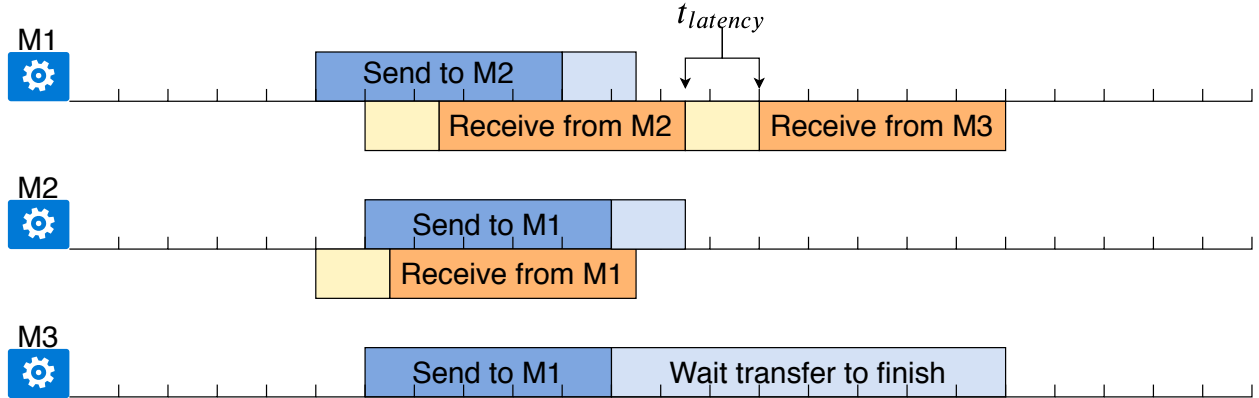 t_latency
M1
Send to M2
Receive from M2
Receive from M3
M2
Send to M1
Receive from M1
M3
Send to M1
Wait transfer to finish